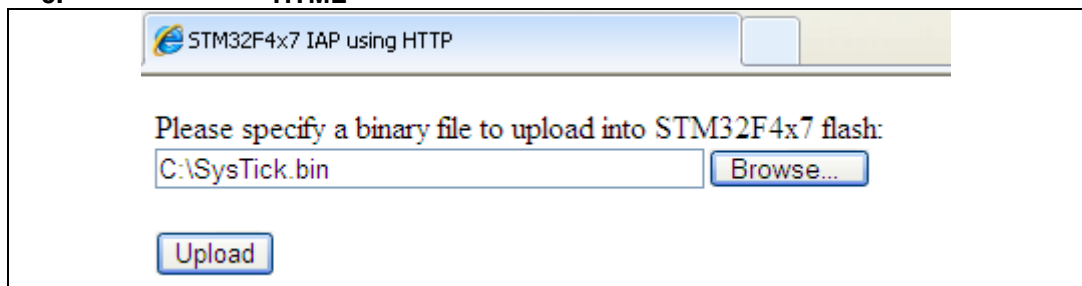 STM32F4x7 IAP using HTTP
Please specify a binary file to upload into STM32F4x7 flash:
C:\SysTick.bin Browse...
Upload